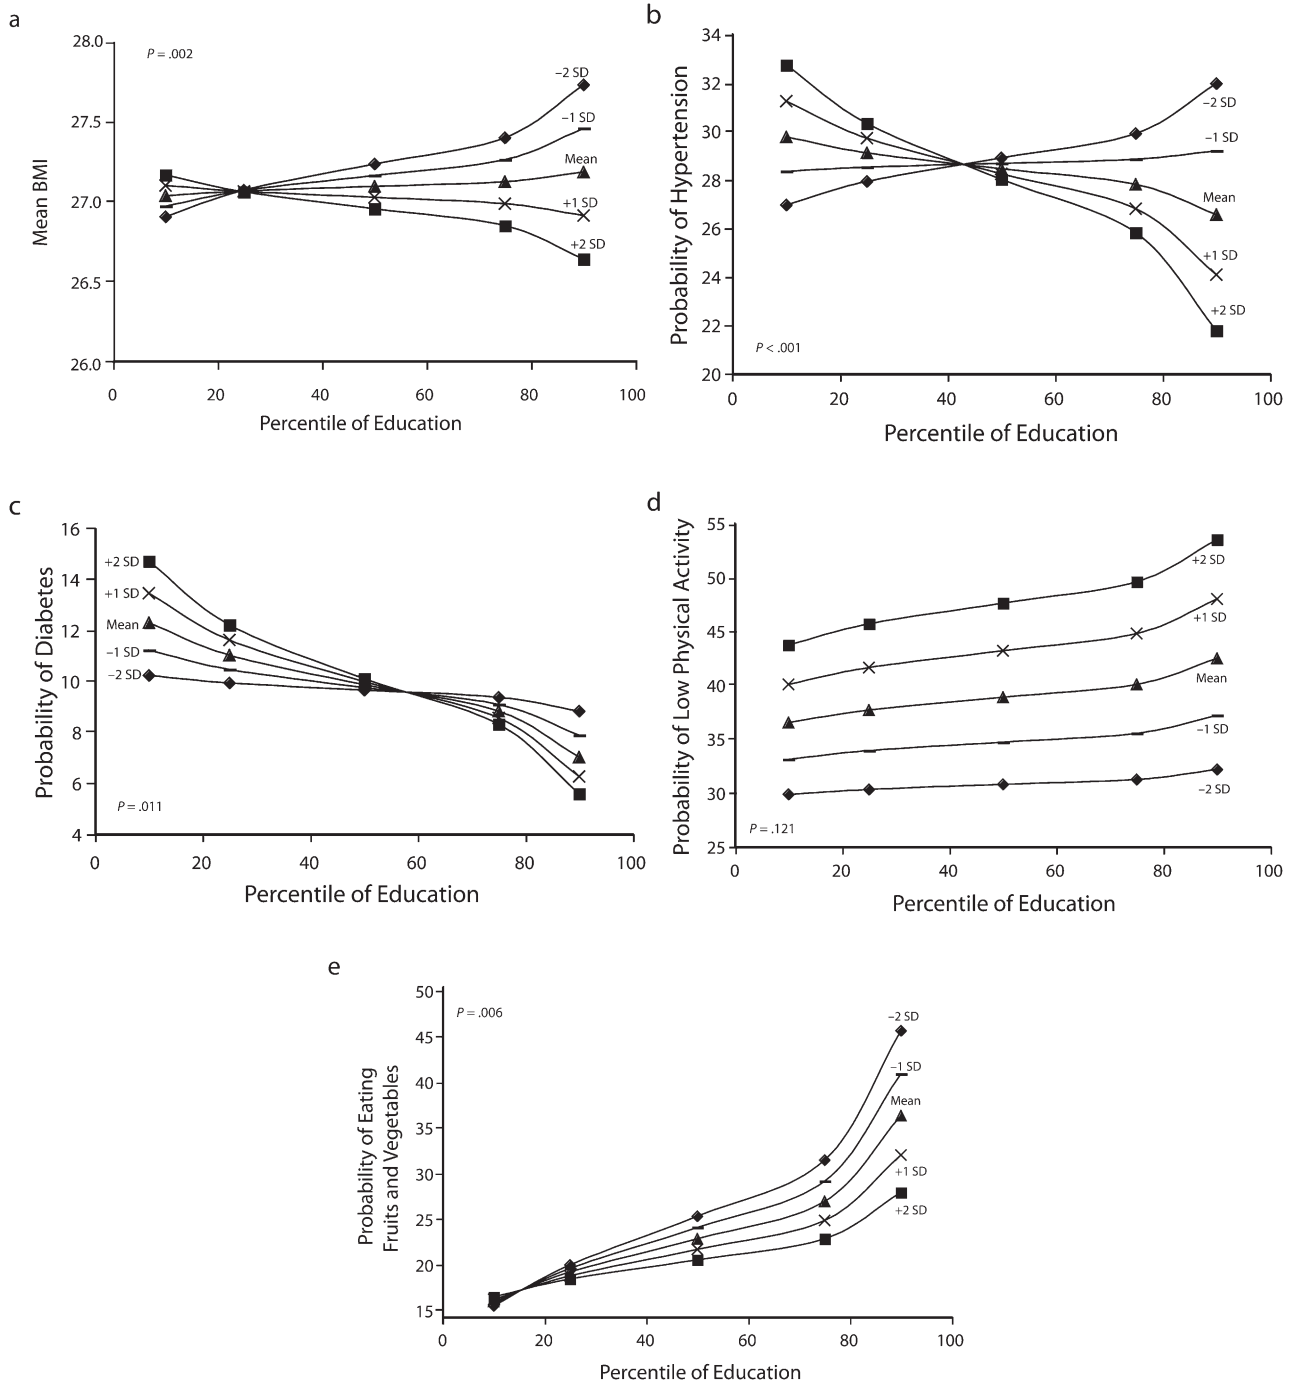 a
28.0
27.5
27.0
26.5
26.0
Mean BMI
P = .002
–2 SD
–1 SD
Mean
+1 SD
+2 SD
0 20 40 60 80 100
Percentile of Education
b
34
32
30
28
26
24
22
20
Probability of Hypertension
–2 SD
–1 SD
Mean
+1 SD
+2 SD
P < .001
0 20 40 60 80 100
Percentile of Education
c
16
14
12
10
8
6
4
Probability of Diabetes
+2 SD
+1 SD
Mean
–1 SD
–2 SD
P = .011
0 20 40 60 80 100
Percentile of Education
d
55
50
45
40
35
30
25
Probability of Low Physical Activity
+2 SD
+1 SD
Mean
–1 SD
–2 SD
P = .121
0 20 40 60 80 100
Percentile of Education
e
50
45
40
35
30
25
20
15
Probability of Eating
Fruits and Vegetables
P = .006
–2 SD
–1 SD
Mean
+1 SD
+2 SD
0 20 40 60 80 100
Percentile of Education